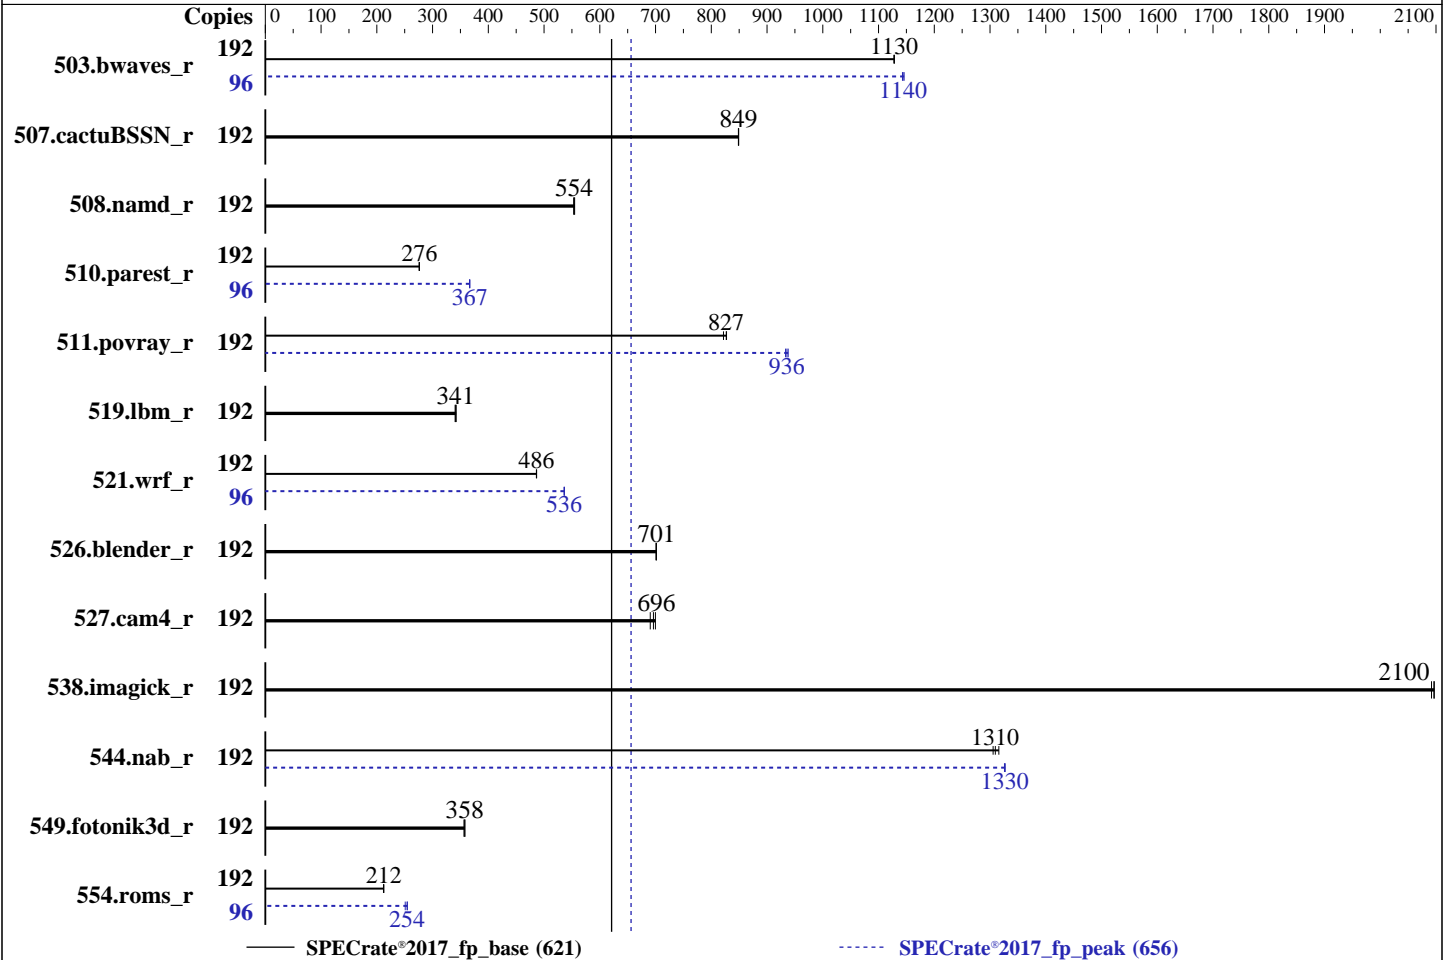 Copies 0 100 200 300 400 500 600 700 800 900 1000 1100 1200 1300 1400 1500 1600 1700 1800 1900 2100
503.bwaves_r 192 1130
96 1140
507.cactuBSSN_r 192 849
508.namd_r 192 554
510.parest_r 192 276
96 367
511.povray_r 192 827
936
519.lbm_r 192 341
521.wrf_r 192 486
96 536
526.blender_r 192 701
527.cam4_r 192 696
538.imagick_r 192 2100
544.nab_r 192 1310
1330
549.fotonik3d_r 192 358
554.roms_r 192 212
96 254
SPECrate®2017_fp_base (621) SPECrate®2017_fp_peak (656)